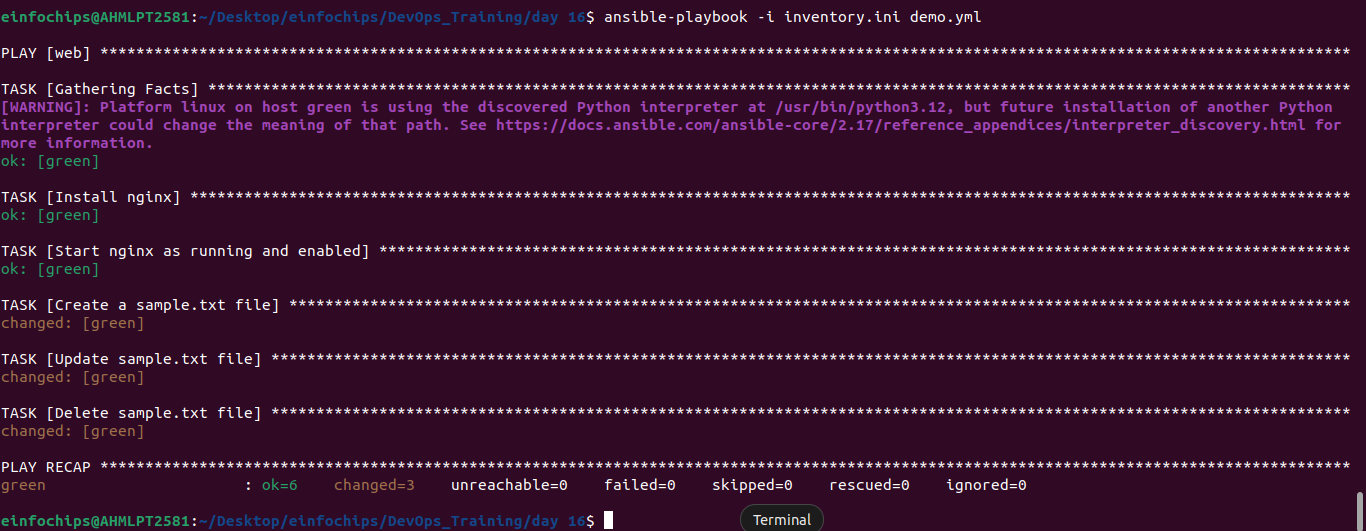 einfochips@AHMLPT2581:~/Desktop/einfochips/DevOps_Training/day 16$ ansible-playbook -i inventory.ini demo.yml
PLAY [web] *******************************************************************************************************************************************
TASK [Gathering Facts] *******************************************************************************************************************************
[WARNING]: Platform linux on host green is using the discovered Python interpreter at /usr/bin/python3.12, but future installation of another Python
interpreter could change the meaning of that path. See https://docs.ansible.com/ansible-core/2.17/reference_appendices/interpreter_discovery.html for
more information.
ok: [green]
TASK [Install nginx] *********************************************************************************************************************************
ok: [green]
TASK [Start nginx as running and enabled] ************************************************************************************************************
ok: [green]
TASK [Create a sample.txt file] **********************************************************************************************************************
changed: [green]
TASK [Update sample.txt file] ************************************************************************************************************************
changed: [green]
TASK [Delete sample.txt file] ************************************************************************************************************************
changed: [green]
PLAY RECAP *******************************************************************************************************************************************
green                      : ok=6    changed=3    unreachable=0    failed=0    skipped=0    rescued=0    ignored=0
einfochips@AHMLPT2581:~/Desktop/einfochips/DevOps_Training/day 16$
Terminal